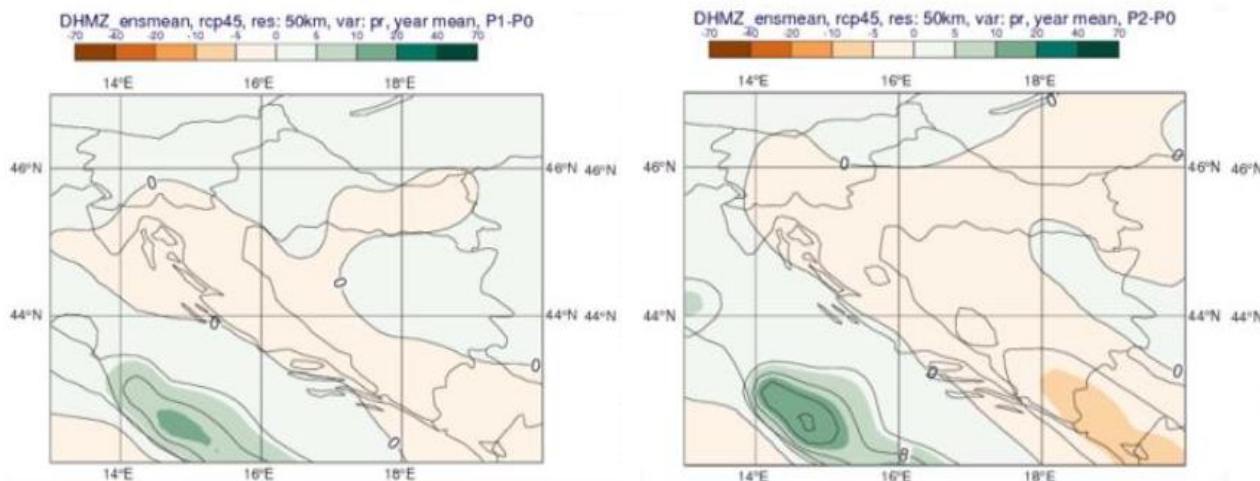 DHMZ_ensmean, rcp45, res: 50km, var: pr, year mean, P1-P0
-70 -40 -20 -10 -5 0 5 10 20 40 70
14°E 16°E 18°E
46°N 46°N
44°N 44°N
14°E 16°E 18°E
0
0
0
0
0
DHMZ_ensmean, rcp45, res: 50km, var: pr, year mean, P2-P0
-70 -40 -20 -10 -5 0 5 10 20 40 70
14°E 16°E 18°E
46°N 46°N 46°N
44°N 44°N 44°N
14°E 16°E 18°E
0
0
0
0
0
8